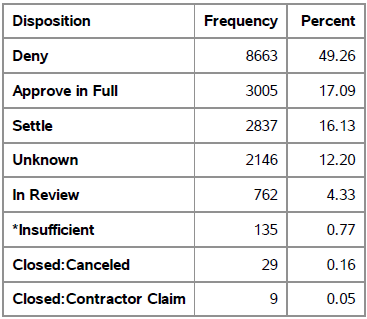 Disposition Frequency Percent
Deny 8663 49.26
Approve in Full 3005 17.09
Settle 2837 16.13
Unknown 2146 12.20
In Review 762 4.33
*Insufficient 135 0.77
Closed:Canceled 29 0.16
Closed:Contractor Claim 9 0.05